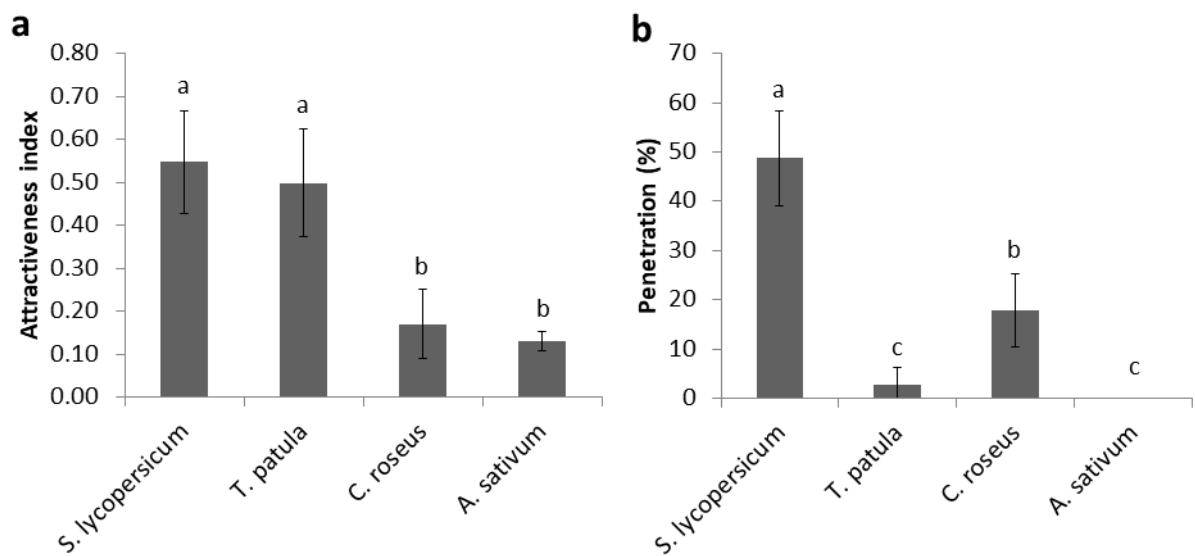 a
Attractiveness index
0.80
0.70
0.60
0.50
0.40
0.30
0.20
0.10
0.00
a
a
b
b
S. lycopersicum
T. patula
C. roseus
A. sativum
b
Penetration (%)
70
60
50
40
30
20
10
0
a
c
b
c
S. lycopersicum
T. patula
C. roseus
A. sativum